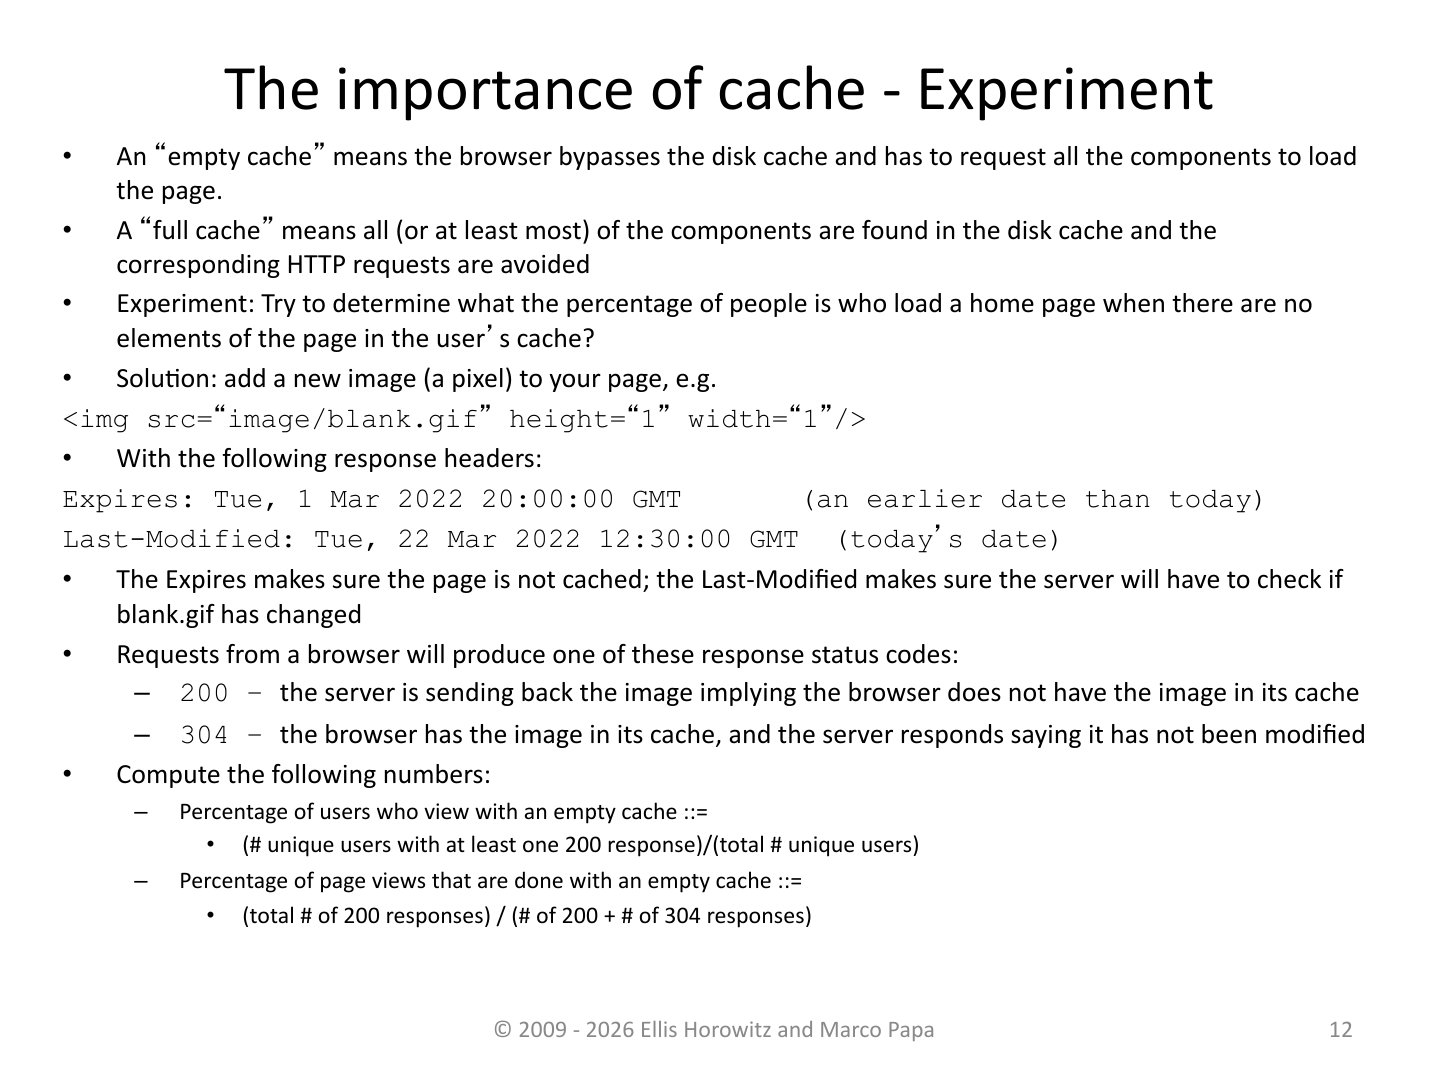 The importance of cache - Experiment
• An “empty cache” means the browser bypasses the disk cache and has to request all the components to load
the page.
• A “full cache” means all (or at least most) of the components are found in the disk cache and the
corresponding HTTP requests are avoided
• Experiment: Try to determine what the percentage of people is who load a home page when there are no
elements of the page in the user’s cache?
• Solution: add a new image (a pixel) to your page, e.g.
<img src=“image/blank.gif” height=“1” width=“1”/>
• With the following response headers:
Expires: Tue, 1 Mar 2022 20:00:00 GMT (an earlier date than today)
Last-Modified: Tue, 22 Mar 2022 12:30:00 GMT (today’s date)
• The Expires makes sure the page is not cached; the Last-Modified makes sure the server will have to check if
blank.gif has changed
• Requests from a browser will produce one of these response status codes:
– 200 – the server is sending back the image implying the browser does not have the image in its cache
– 304 – the browser has the image in its cache, and the server responds saying it has not been modified
• Compute the following numbers:
– Percentage of users who view with an empty cache ::=
• (# unique users with at least one 200 response)/(total # unique users)
– Percentage of page views that are done with an empty cache ::=
• (total # of 200 responses) / (# of 200 + # of 304 responses)
© 2009 - 2026 Ellis Horowitz and Marco Papa
12